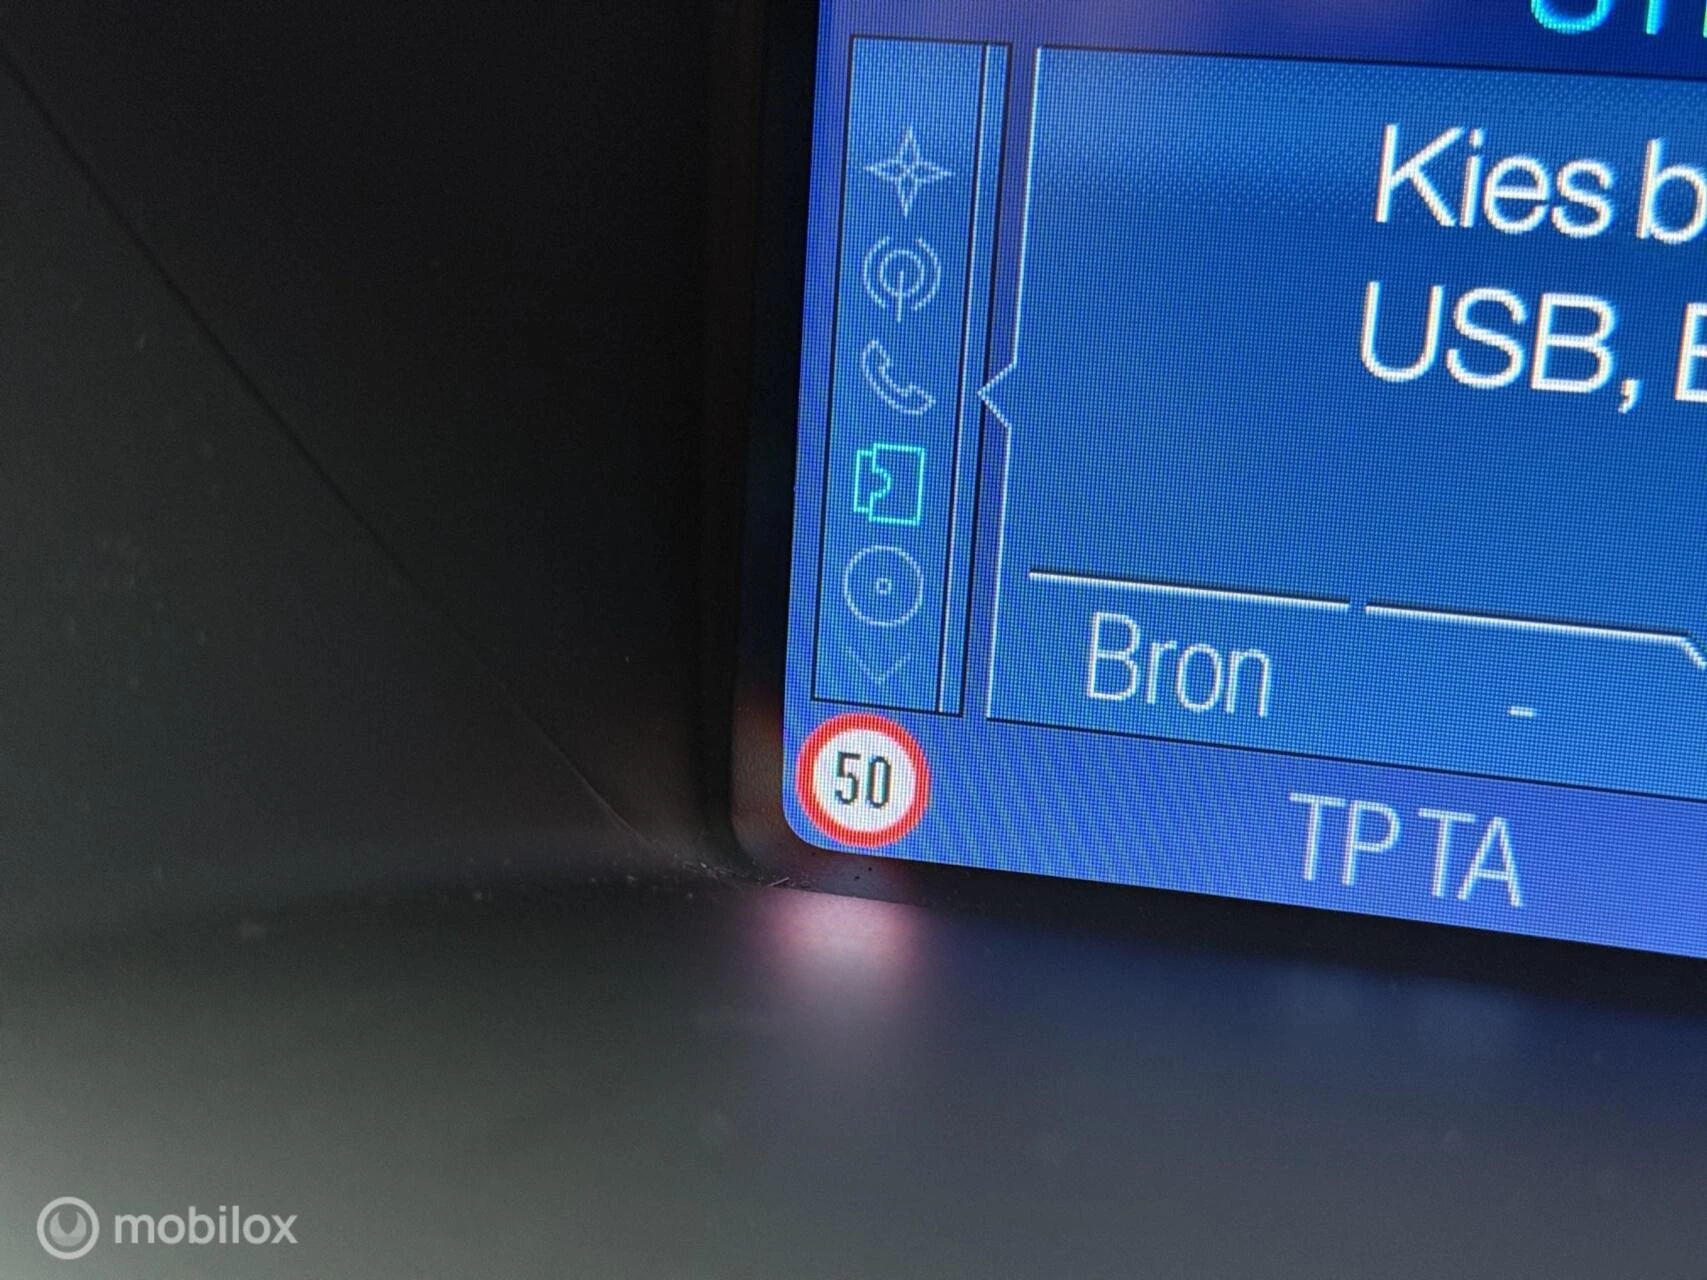 Kies b
USB,
Bron
-
50
TP TA
mobilox